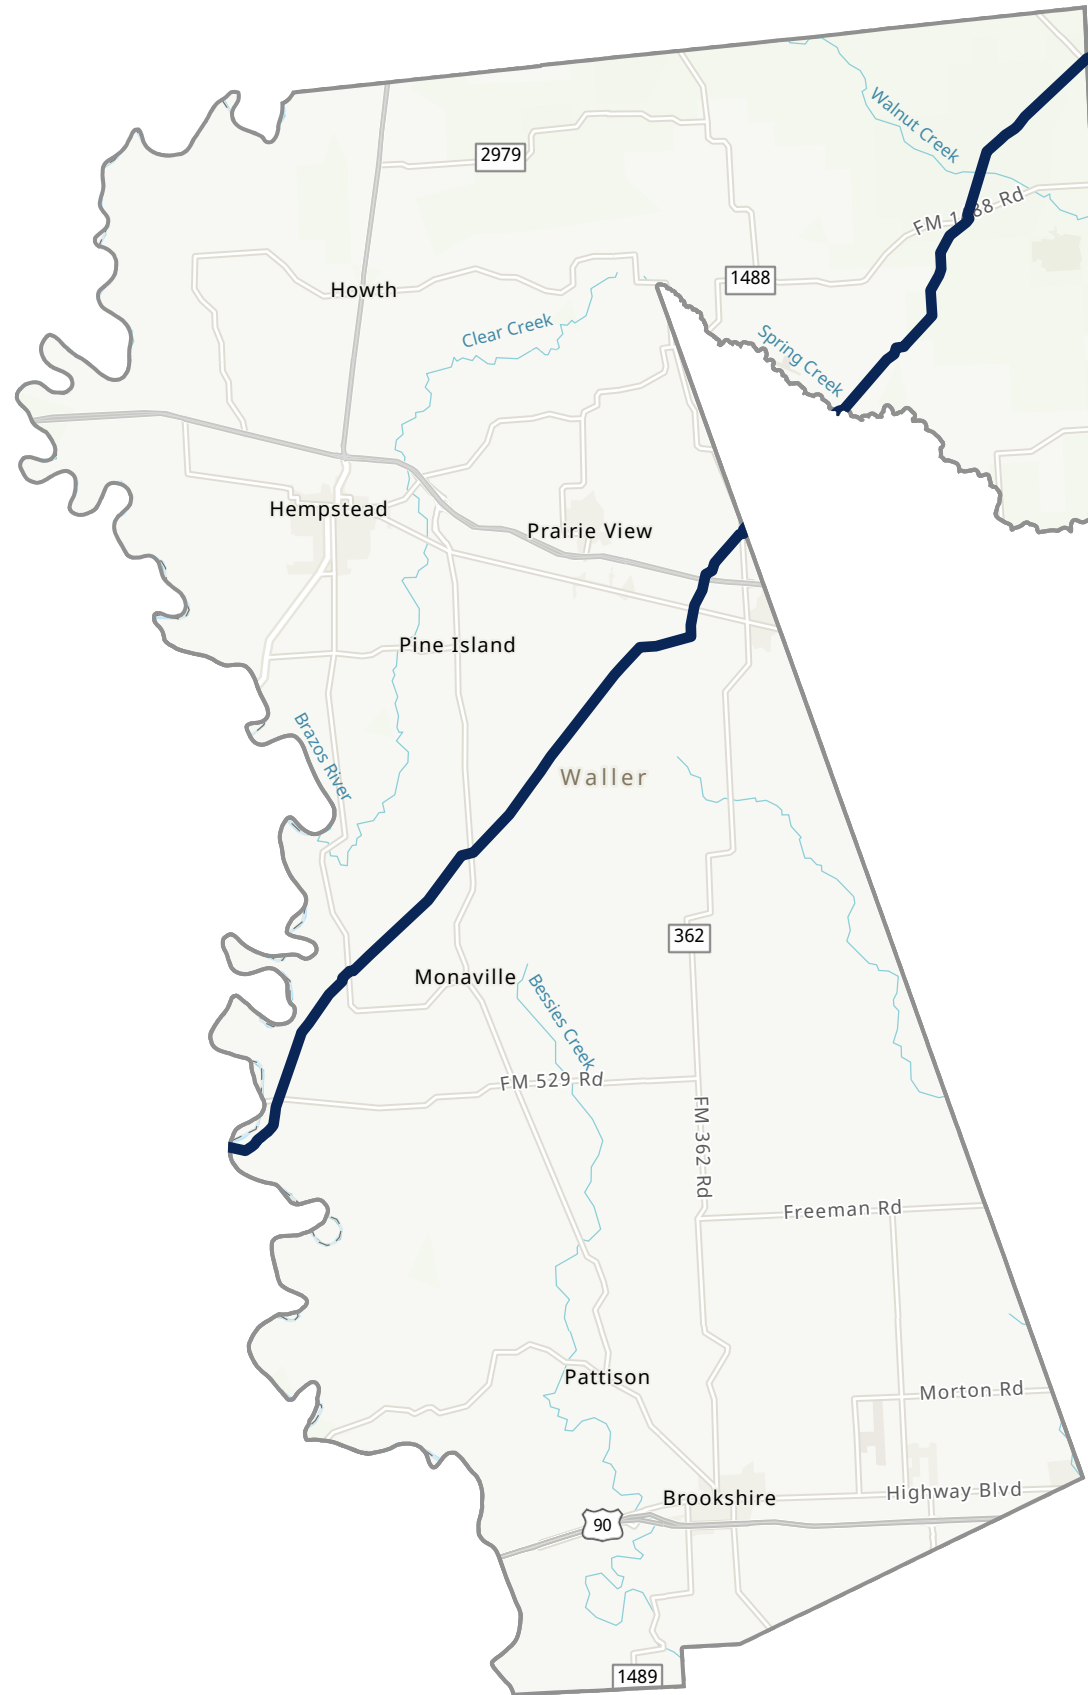 Walnut Creek
2979
FM 1488 Rd
1488
Howth
Clear Creek
Spring Creek
Hempstead
Prairie View
Pine Island
Brazos River
Waller
362
Monaville
Bessies Creek
FM 529 Rd
FM 362 Rd
Freeman Rd
Pattison
Morton Rd
Highway Blvd
Brookshire
90
1489